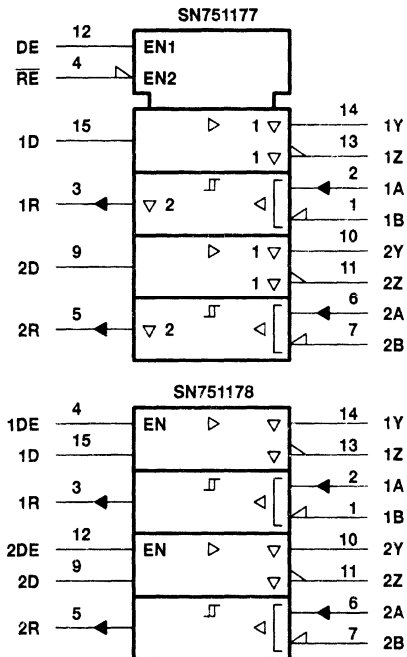 SN751177
DE 12 EN1
RE 4 EN2
1D 15 1 14 1Y
1 13 1Z
1R 3 2 2 1A
1 1B
2D 9 1 10 2Y
1 11 2Z
2R 5 2 6 2A
7 2B
SN751178
1DE 4 EN 14 1Y
1D 15 13 1Z
1R 3 2 1A
1 1B
2DE 12 EN 10 2Y
2D 9 11 2Z
2R 5 6 2A
7 2B